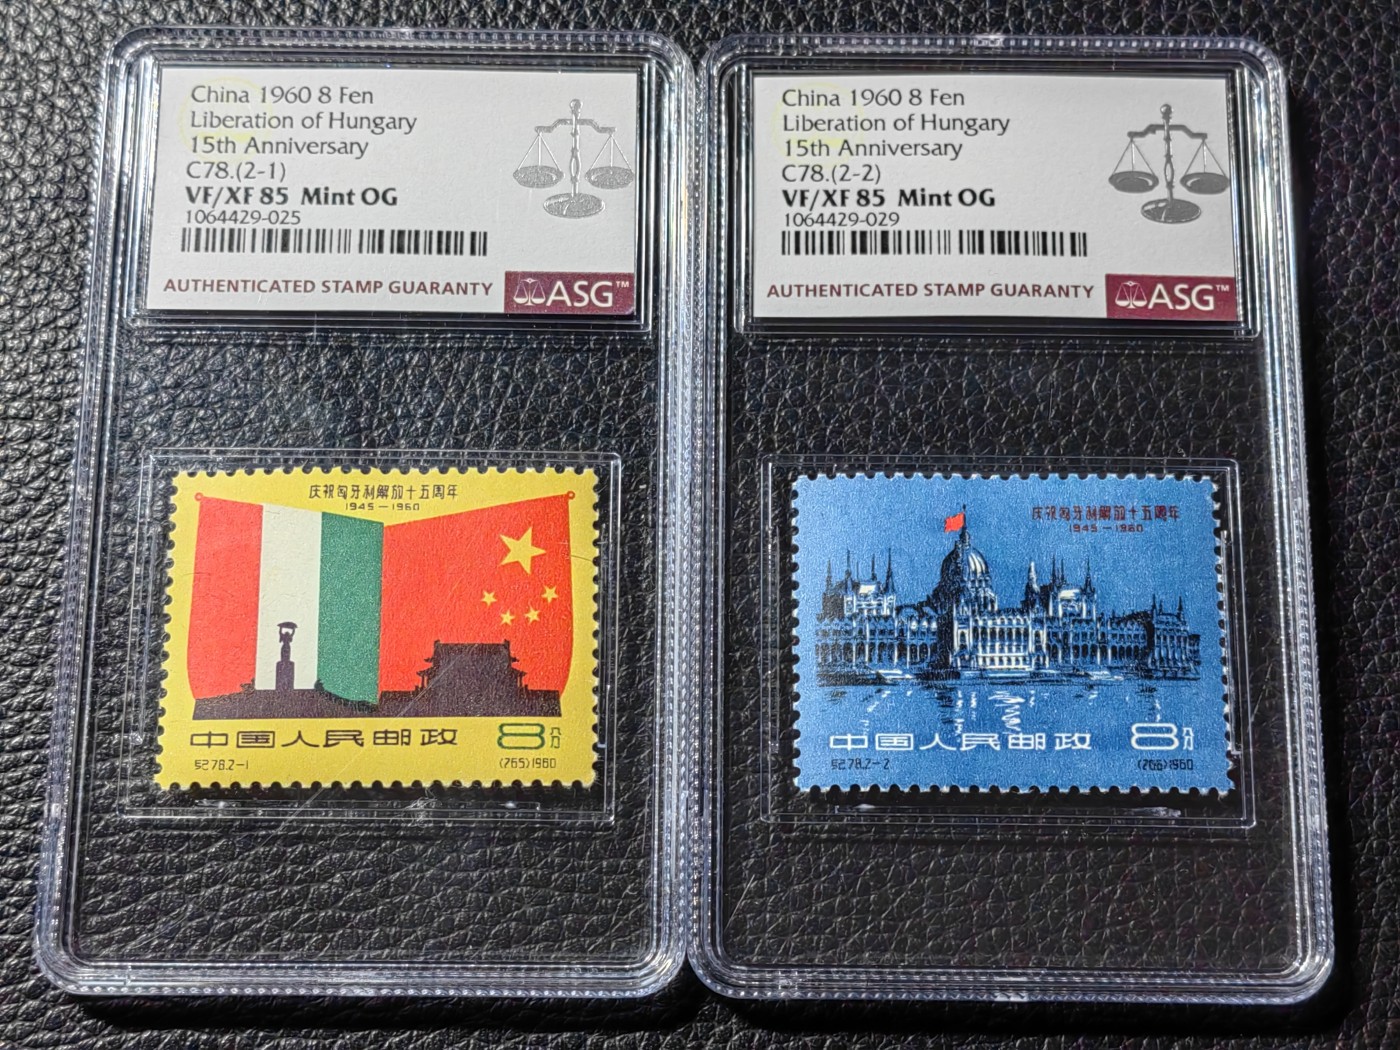 China 1960 8 Fen
Liberation of Hungary
15th Anniversary
C78.(2-1)
VF/XF 85 Mint OG
1064429-025
AUTHENTICATED STAMP GUARANTY
ASG™
庆祝匈牙利解放十五周年
1945—1960
中国人民邮政
8分
纪78.2-1
(265)1960
China 1960 8 Fen
Liberation of Hungary
15th Anniversary
C78.(2-2)
VF/XF 85 Mint OG
1064429-029
AUTHENTICATED STAMP GUARANTY
ASG™
庆祝匈牙利解放十五周年
1945—1960
中国人民邮政
8分
纪78.2-2
(266)1960